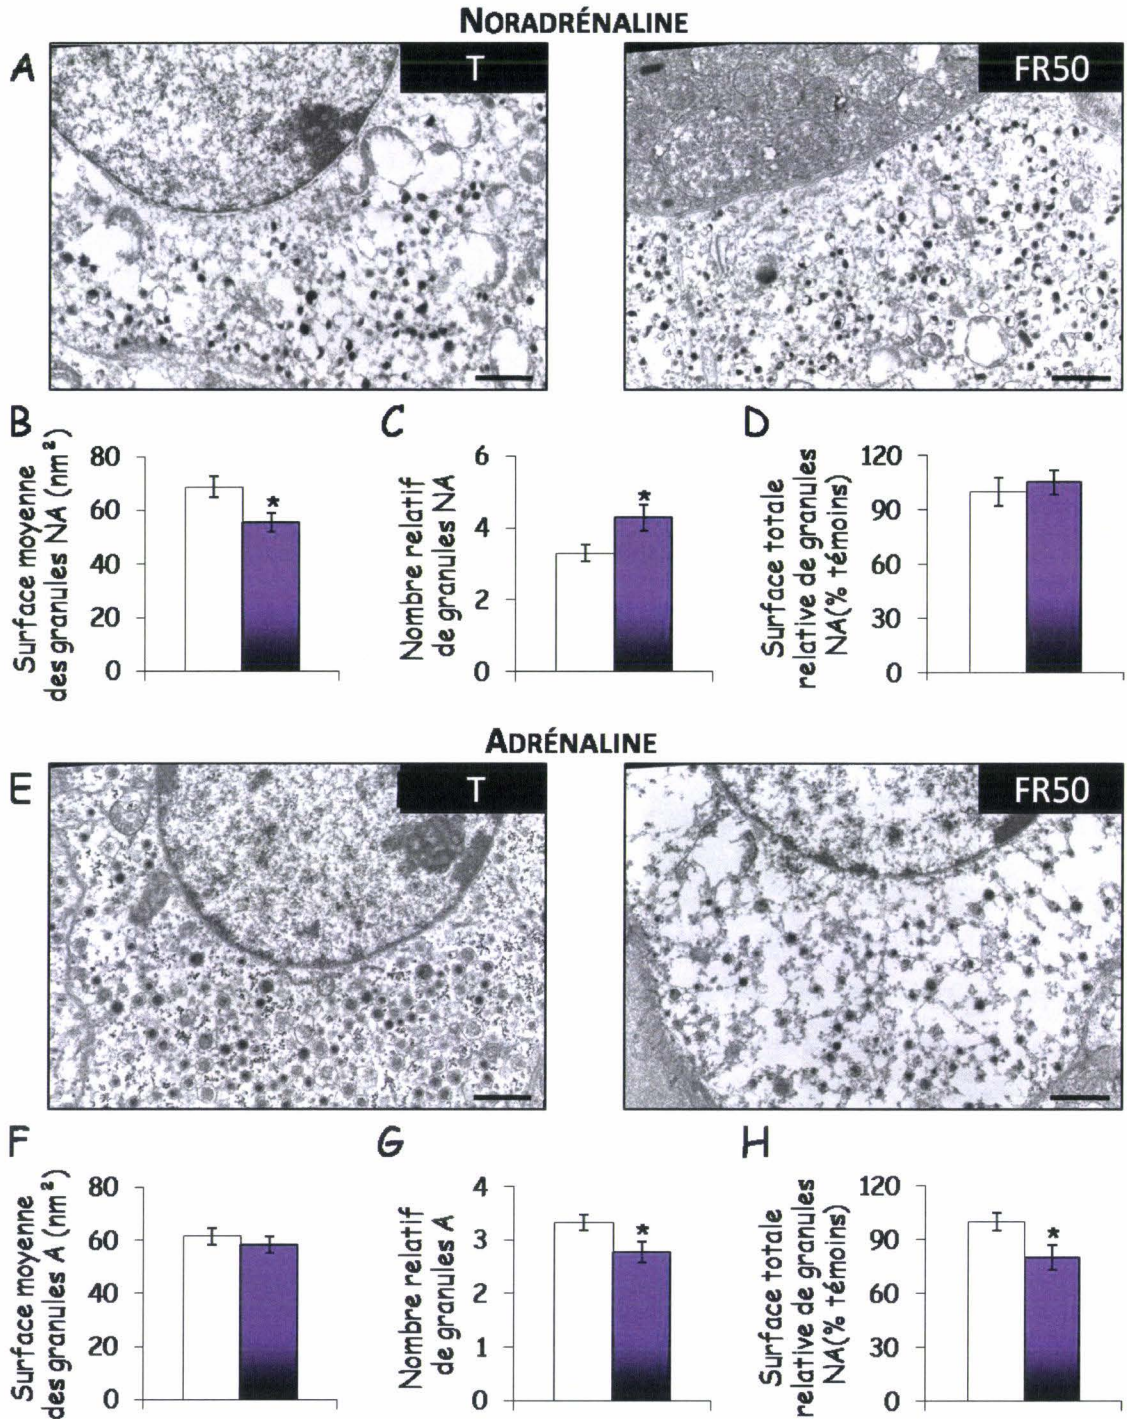 NORADRÉNALINE
A
T
FR50
B
C
D
Surface moyenne
des granules NA (nm²)
80
60
40
20
0
*
Nombre relatif
de granules NA
6
4
2
0
*
Surface totale
relative de granules
NA(% témoins)
120
90
60
30
0
ADRÉNALINE
E
T
FR50
F
G
H
Surface moyenne
des granules A (nm²)
80
60
40
20
0
Nombre relatif
de granules A
4
3
2
1
0
*
Surface totale
relative de granules
NA(% témoins)
120
90
60
30
0
*